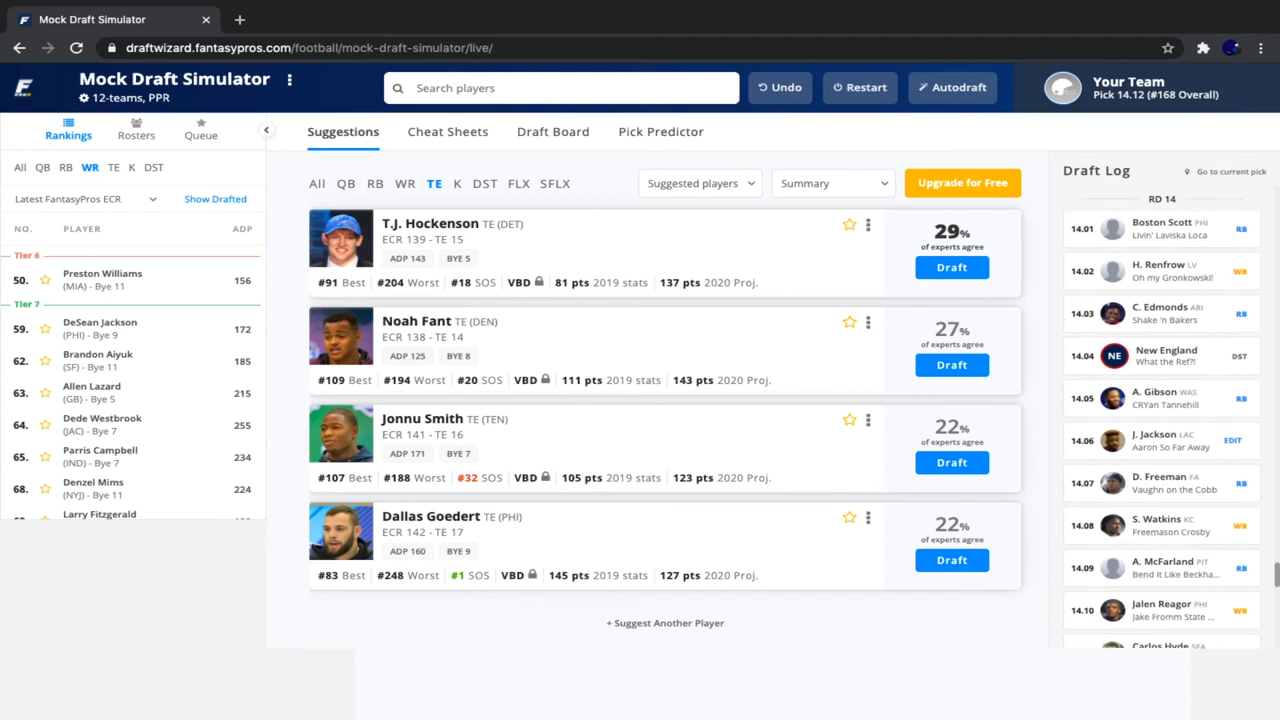 Mock Draft Simulator
draftwizard.fantasypros.com/football/mock-draft-simulator/live/
Mock Draft Simulator
12-teams, PPR
Search players
Undo
Restart
Autodraft
Your Team
Pick 14.12 (#168 Overall)
Rankings
Rosters
Queue
All QB RB WR TE K DST
Latest FantasyPros ECR
Show Drafted
NO. PLAYER ADP
Tier 6
50. Preston Williams 156
(MIA) - Bye 11
Tier 7
59. DeSean Jackson 172
(PHI) - Bye 9
62. Brandon Aiyuk 185
(SF) - Bye 11
63. Allen Lazard 215
(GB) - Bye 5
64. Dede Westbrook 255
(JAC) - Bye 7
65. Parris Campbell 234
(IND) - Bye 7
68. Denzel Mims 224
(NYJ) - Bye 11
Larry Fitzgerald
Suggestions Cheat Sheets Draft Board Pick Predictor
All QB RB WR TE K DST FLX SFLX
Suggested players
Summary
Upgrade for Free
T.J. Hockenson TE (DET)
ECR 139 - TE 15
ADP 143 BYE 5
#91 Best #204 Worst #18 SOS VBD 81 pts 2019 stats 137 pts 2020 Proj.
29%
of experts agree
Draft
Noah Fant TE (DEN)
ECR 138 - TE 14
ADP 125 BYE 8
#109 Best #194 Worst #20 SOS VBD 111 pts 2019 stats 143 pts 2020 Proj.
27%
of experts agree
Draft
Jonnu Smith TE (TEN)
ECR 141 - TE 16
ADP 171 BYE 7
#107 Best #188 Worst #32 SOS VBD 105 pts 2019 stats 123 pts 2020 Proj.
22%
of experts agree
Draft
Dallas Goedert TE (PHI)
ECR 142 - TE 17
ADP 160 BYE 9
#83 Best #248 Worst #1 SOS VBD 145 pts 2019 stats 127 pts 2020 Proj.
22%
of experts agree
Draft
+ Suggest Another Player
Draft Log
Go to current pick
RD 14
14.01 Boston Scott PHI RB
Livin' Laviska Loca
14.02 H. Renfrow LV WR
Oh my Gronkowski!
14.03 C. Edmonds ARI RB
Shake 'n Bakers
14.04 NE New England DST
What the Ref?!
14.05 A. Gibson WAS RB
CRYan Tannehill
14.06 J. Jackson LAC EDIT
Aaron So Far Away
14.07 D. Freeman FA RB
Vaughn on the Cobb
14.08 S. Watkins KC WR
Freemason Crosby
14.09 A. McFarland PIT RB
Bend It Like Beckha...
14.10 Jalen Reagor PHI WR
Jake Fromm State ...
Carlos Hyde SEA